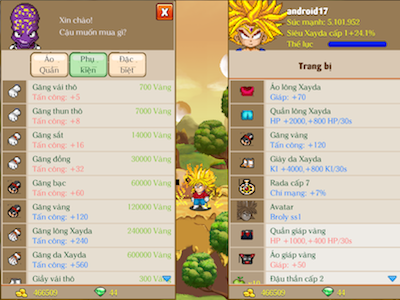 Xin chào!
Cậu muốn mua gì?
Áo
Quần
Phụ
kiện
Đặc
biệt
Găng vải thô
700 Vàng
Tấn công: +5
Găng thun thô
7000 Vàng
Tấn công: +8
Găng sắt
14000 Vàng
Tấn công: +16
Găng đồng
30000 Vàng
Tấn công: +32
Găng bạc
60000 Vàng
Tấn công: +60
Găng vàng
120000 Vàng
Tấn công: +120
Găng lông Xayda
240000 Vàng
Tấn công: +240
Găng da Xayda
600000 Vàng
Tấn công: +560
Giầy vải thô
300 Vàng
466509
44
android17
Sức mạnh: 5.101.952
Siêu Xayda cấp 1+24.1%
Thể lực
Trang bị
Áo lông Xayda
Giáp: +70
Quần lông Xayda
HP +2000,+800 HP/30s
Găng vàng
Tấn công: +120
Giày da Xayda
KI +4000,+800 KI/30s
Rada cấp 7
Chí mạng: +7%
Avatar
Broly ssj1
Quần giáp vàng
HP +1000,+400 HP/30s
Áo giáp vàng
Giáp: +50
Đậu thần cấp 2
466509
44